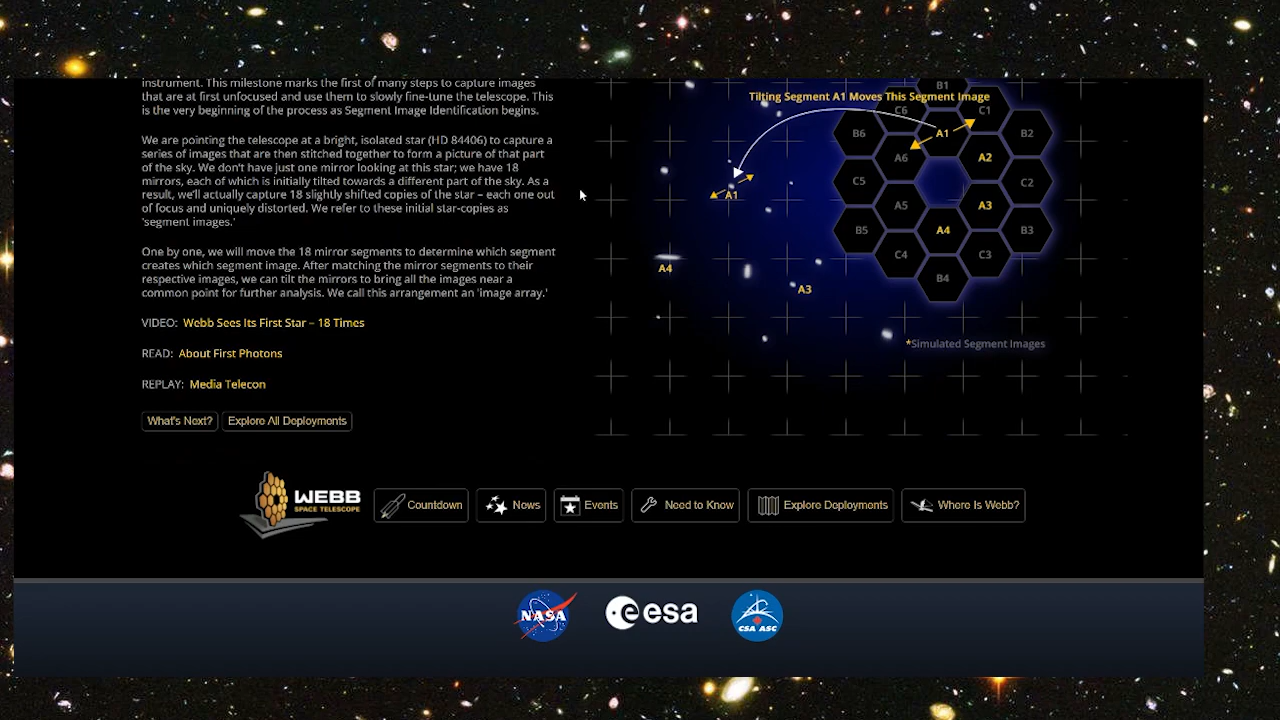 instrument. This milestone marks the first of many steps to capture images
that are at first unfocused and use them to slowly fine-tune the telescope. This
is the very beginning of the process as Segment Image Identification begins.
We are pointing the telescope at a bright, isolated star (HD 84406) to capture a
series of images that are then stitched together to form a picture of that part
of the sky. We don't have just one mirror looking at this star; we have 18
mirrors, each of which is initially tilted towards a different part of the sky. As a
result, we'll actually capture 18 slightly shifted copies of the star – each one out
of focus and uniquely distorted. We refer to these initial star-copies as
'segment images.'
One by one, we will move the 18 mirror segments to determine which segment
creates which segment image. After matching the mirror segments to their
respective images, we can tilt the mirrors to bring all the images near a
common point for further analysis. We call this arrangement an 'image array.'
VIDEO: Webb Sees Its First Star – 18 Times
READ: About First Photons
REPLAY: Media Telecon
What's Next? Explore All Deployments
B1
Tilting Segment A1 Moves This Segment Image
C6 C1
B6 A1 B2
A6 A2
C5 C2
A1
A5 A3
B5 A4 B3
C4 C3
A4
B4
A3
*Simulated Segment Images
WEBB
SPACE TELESCOPE
Countdown News Events Need to Know Explore Deployments Where Is Webb?
NASA esa CSA ASC